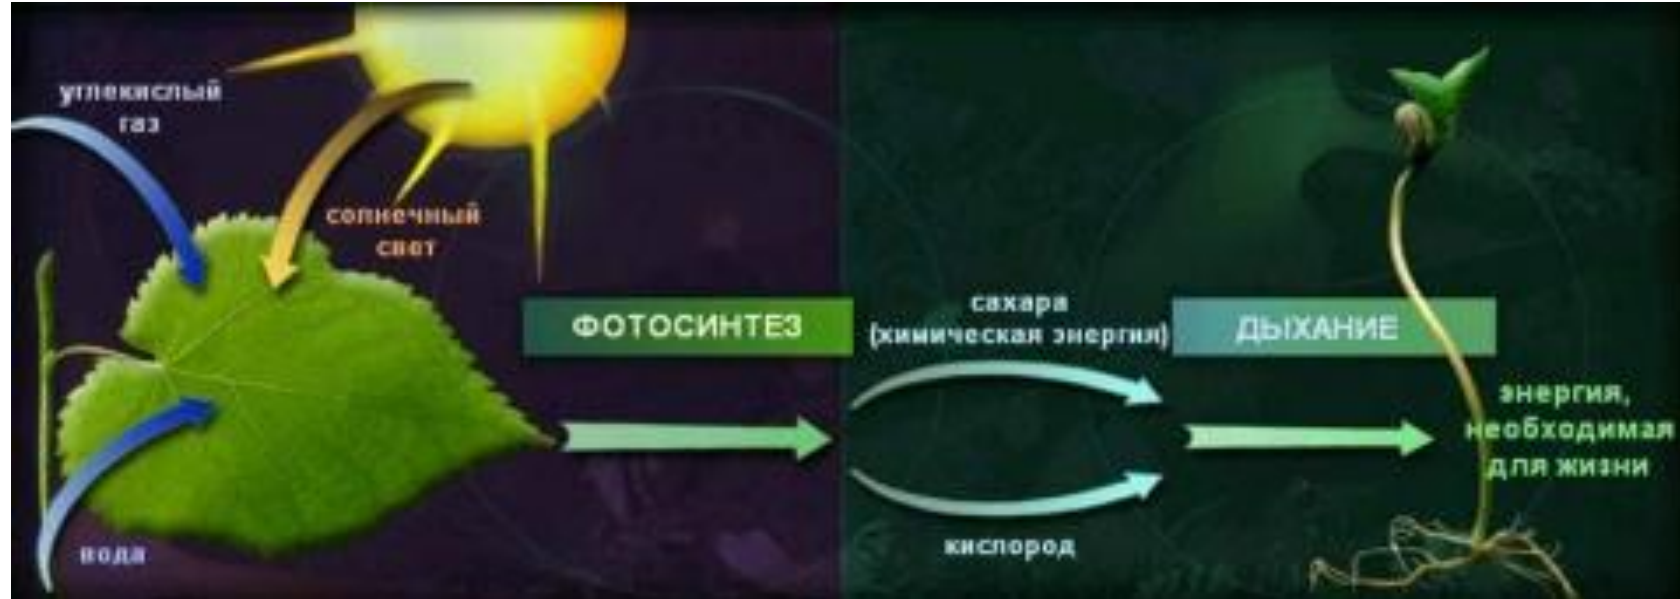 углекислый
газ
солнечный
свет
вода
ФОТОСИНТЕЗ
сахара
(химическая энергия)
кислород
ДЫХАНИЕ
энергия,
необходимая
для жизни